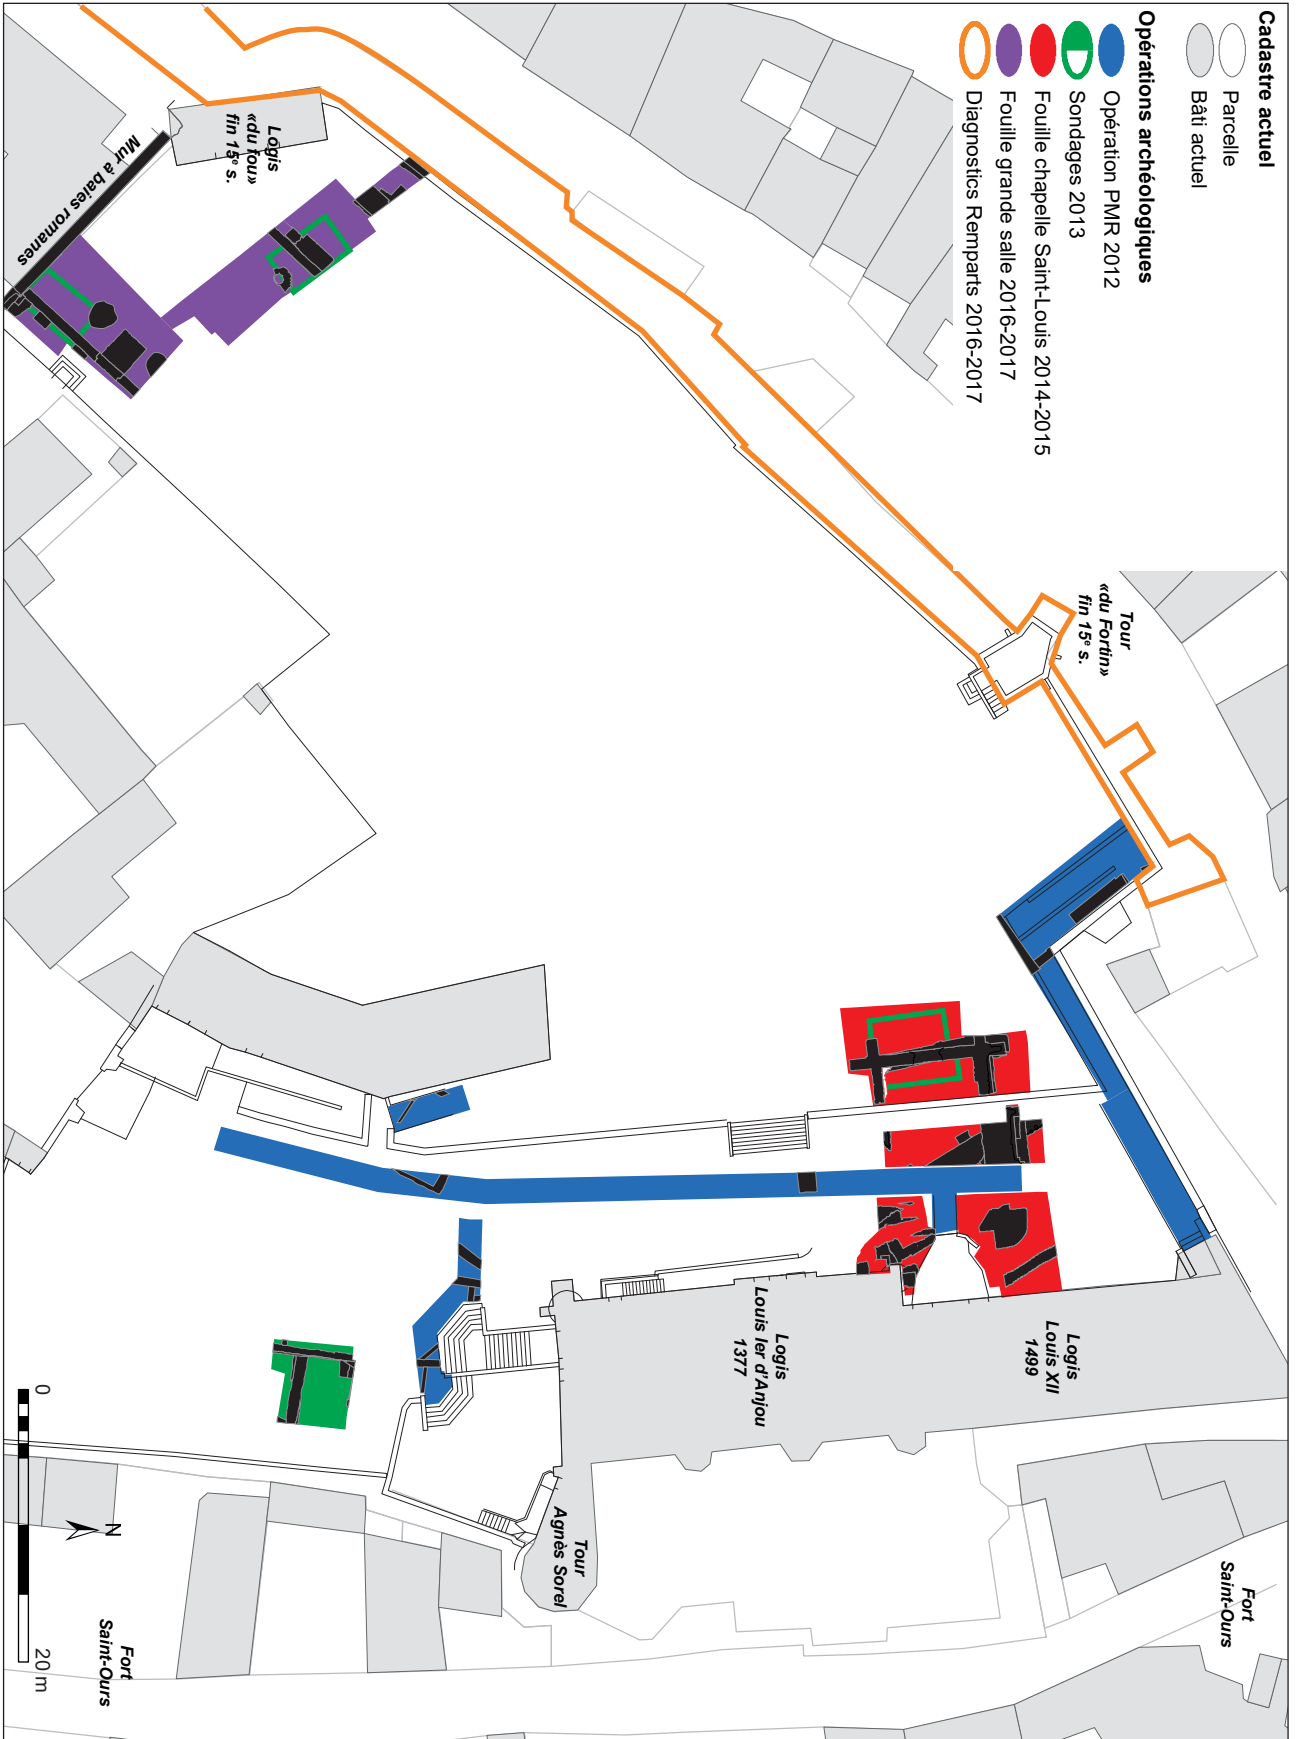 Cadastre actuel
Parcelle
Bâti actuel
Opérations archéologiques
Opération PMR 2012
Sondages 2013
Fouille chapelle Saint-Louis 2014-2015
Fouille grande salle 2016-2017
Diagnostics Remparts 2016-2017
Tour
«du Fortin»
fin 15e s.
Logis
«du fou»
fin 15e s.
Mur à baies romanes
Logis
Louis XII
1499
Logis
Louis Ier d'Anjou
1377
Tour
Agnès Sorel
Fort
Saint-Ours
Fort
Saint-Ours
N
0
20 m